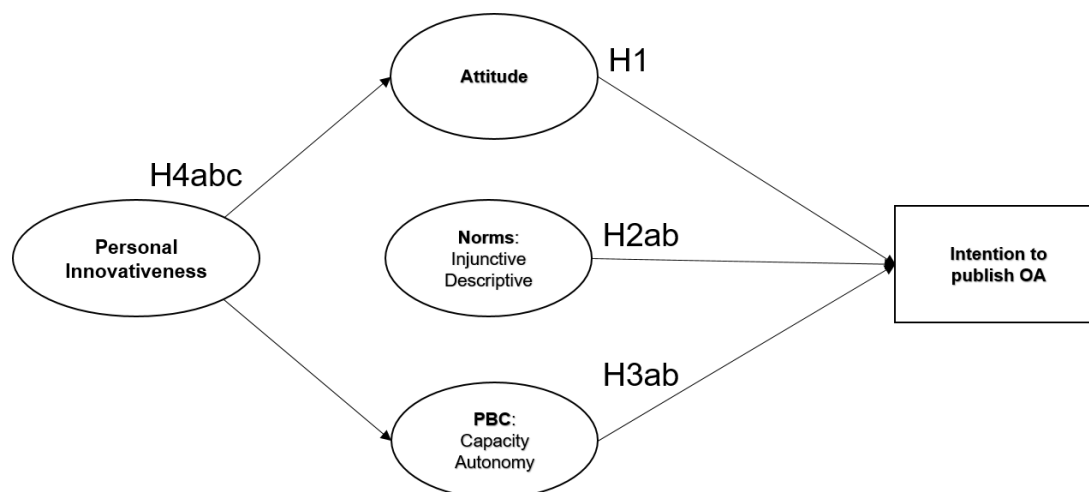 Attitude
H1
H4abc
Personal
Innovativeness
Norms:
Injunctive
Descriptive
H2ab
Intention to
publish OA
H3ab
PBC:
Capacity
Autonomy